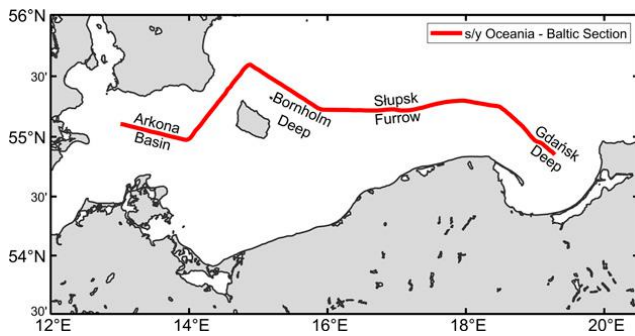 56°N
s/y Oceania - Baltic Section
30'
Arkona
Basin
Bornholm
Deep
Słupsk
Furrow
Gdańsk
Deep
55°N
30'
54°N
30'
12°E
14°E
16°E
18°E
20°E